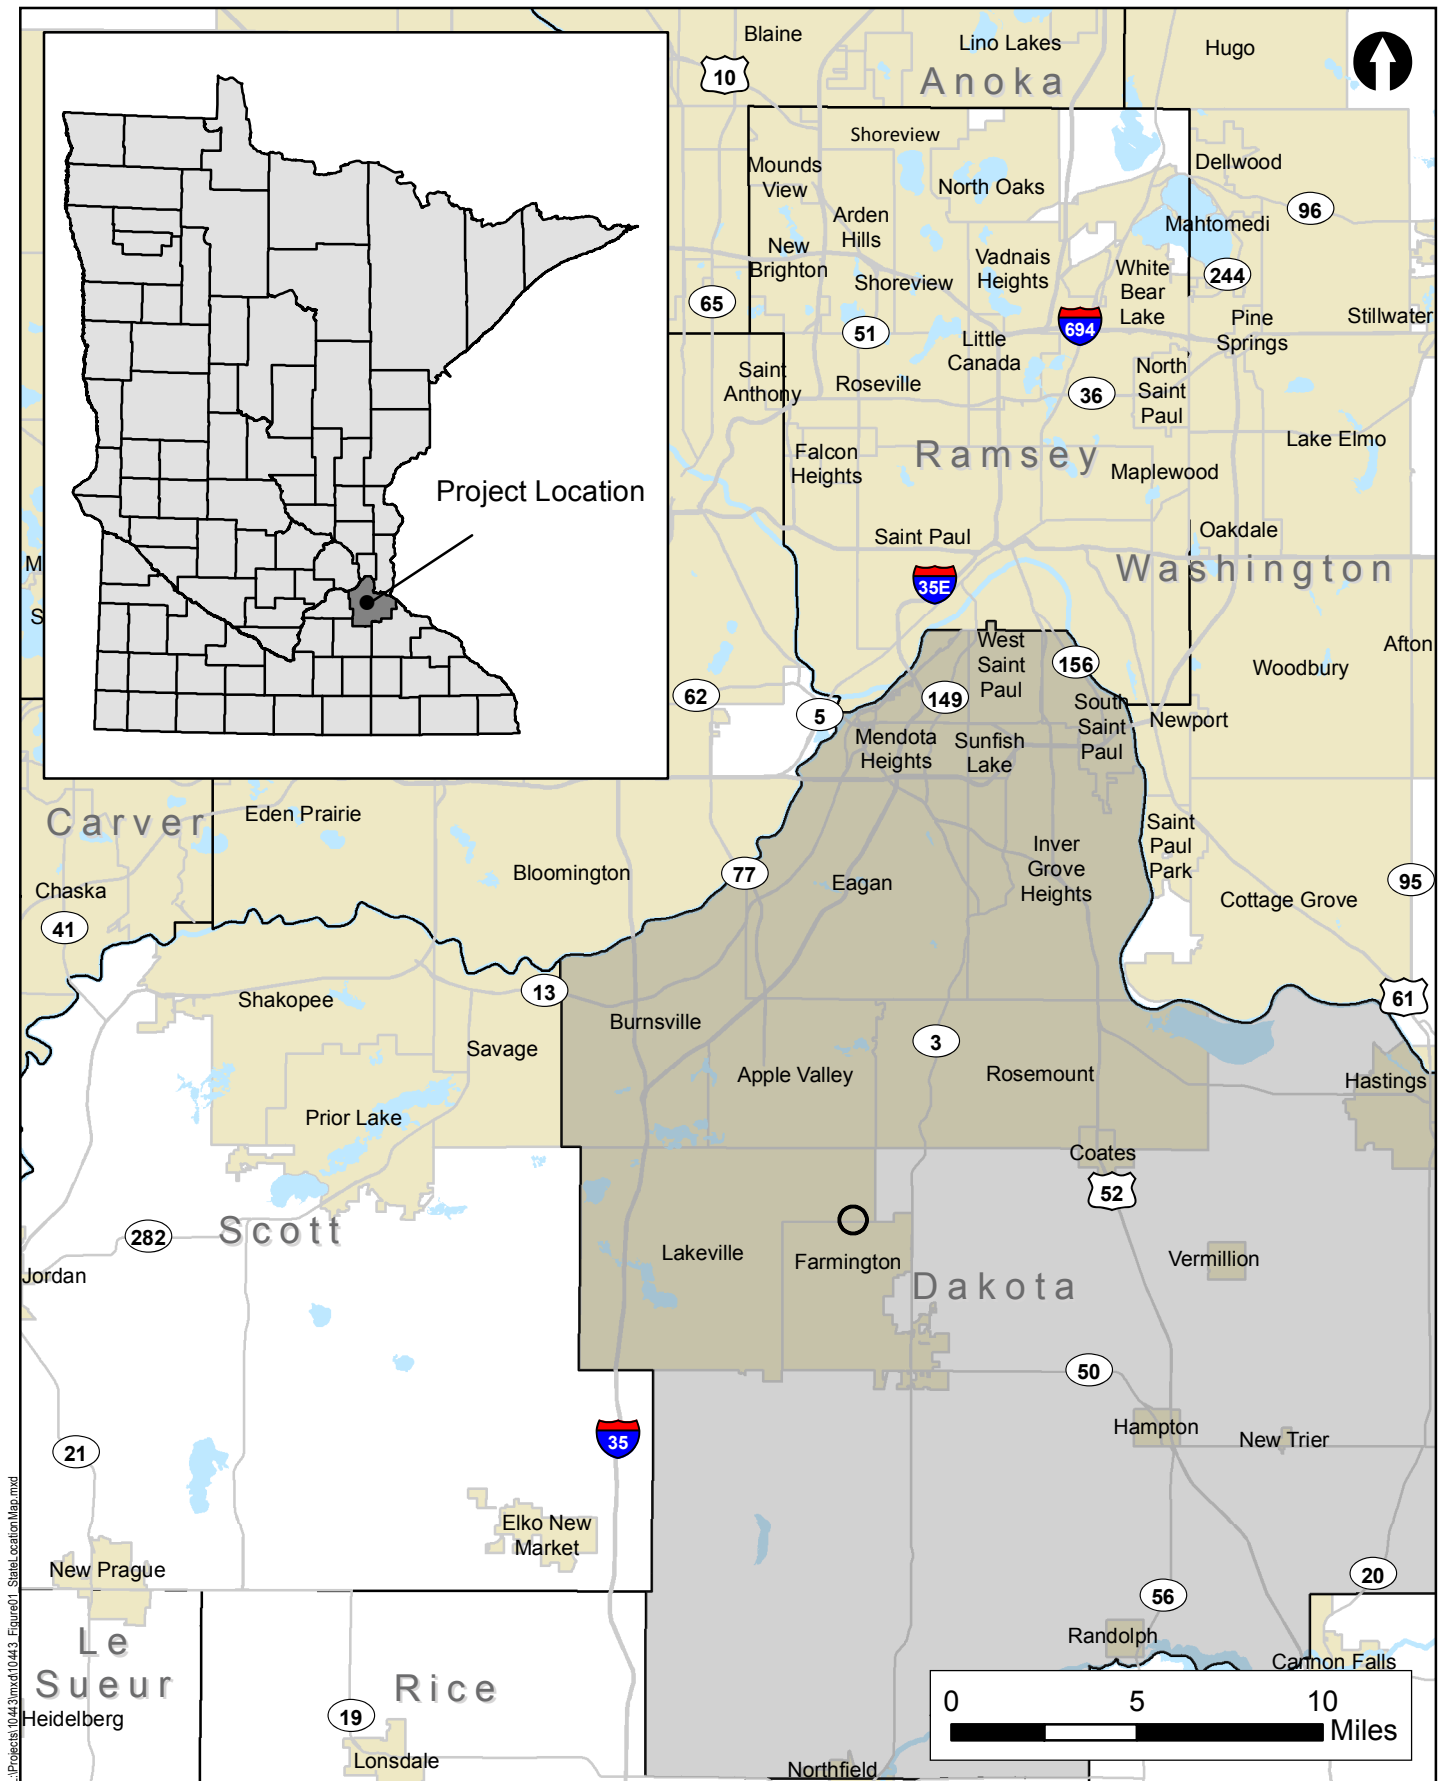 Blaine
Lino Lakes
Hugo
10
Anoka
Shoreview
Mounds
View
North Oaks
Dellwood
96
Arden
Hills
Mahtomedi
New
Brighton
Vadnais
Heights
White
Bear
Lake
244
Shoreview
65
51
694
Pine
Springs
Stillwater
Little
Canada
Saint
Anthony
Roseville
36
North
Saint
Paul
Falcon
Heights
Ramsey
Maplewood
Lake Elmo
Project Location
Saint Paul
Oakdale
Washington
M
35E
S
West
Saint
Paul
156
Afton
Woodbury
62
149
5
South
Saint
Paul
Newport
Mendota
Heights
Sunfish
Lake
Carver
Eden Prairie
Saint
Paul
Park
Inver
Grove
Heights
Bloomington
77
Eagan
95
Chaska
Cottage Grove
41
13
61
Shakopee
Burnsville
Savage
3
Apple Valley
Rosemount
Hastings
Prior Lake
Coates
52
282
Scott
Lakeville
Farmington
Vermillion
Jordan
Dakota
50
Hampton
New Trier
35
21
Elko New
Market
New Prague
20
56
Randolph
Cannon Falls
Le
Sueur
Rice
Heidelberg
19
Lonsdale
Northfield
0 5 10
Miles
:\Projects\10443\mxd\10443_Figure01_StateLocationMap.mxd